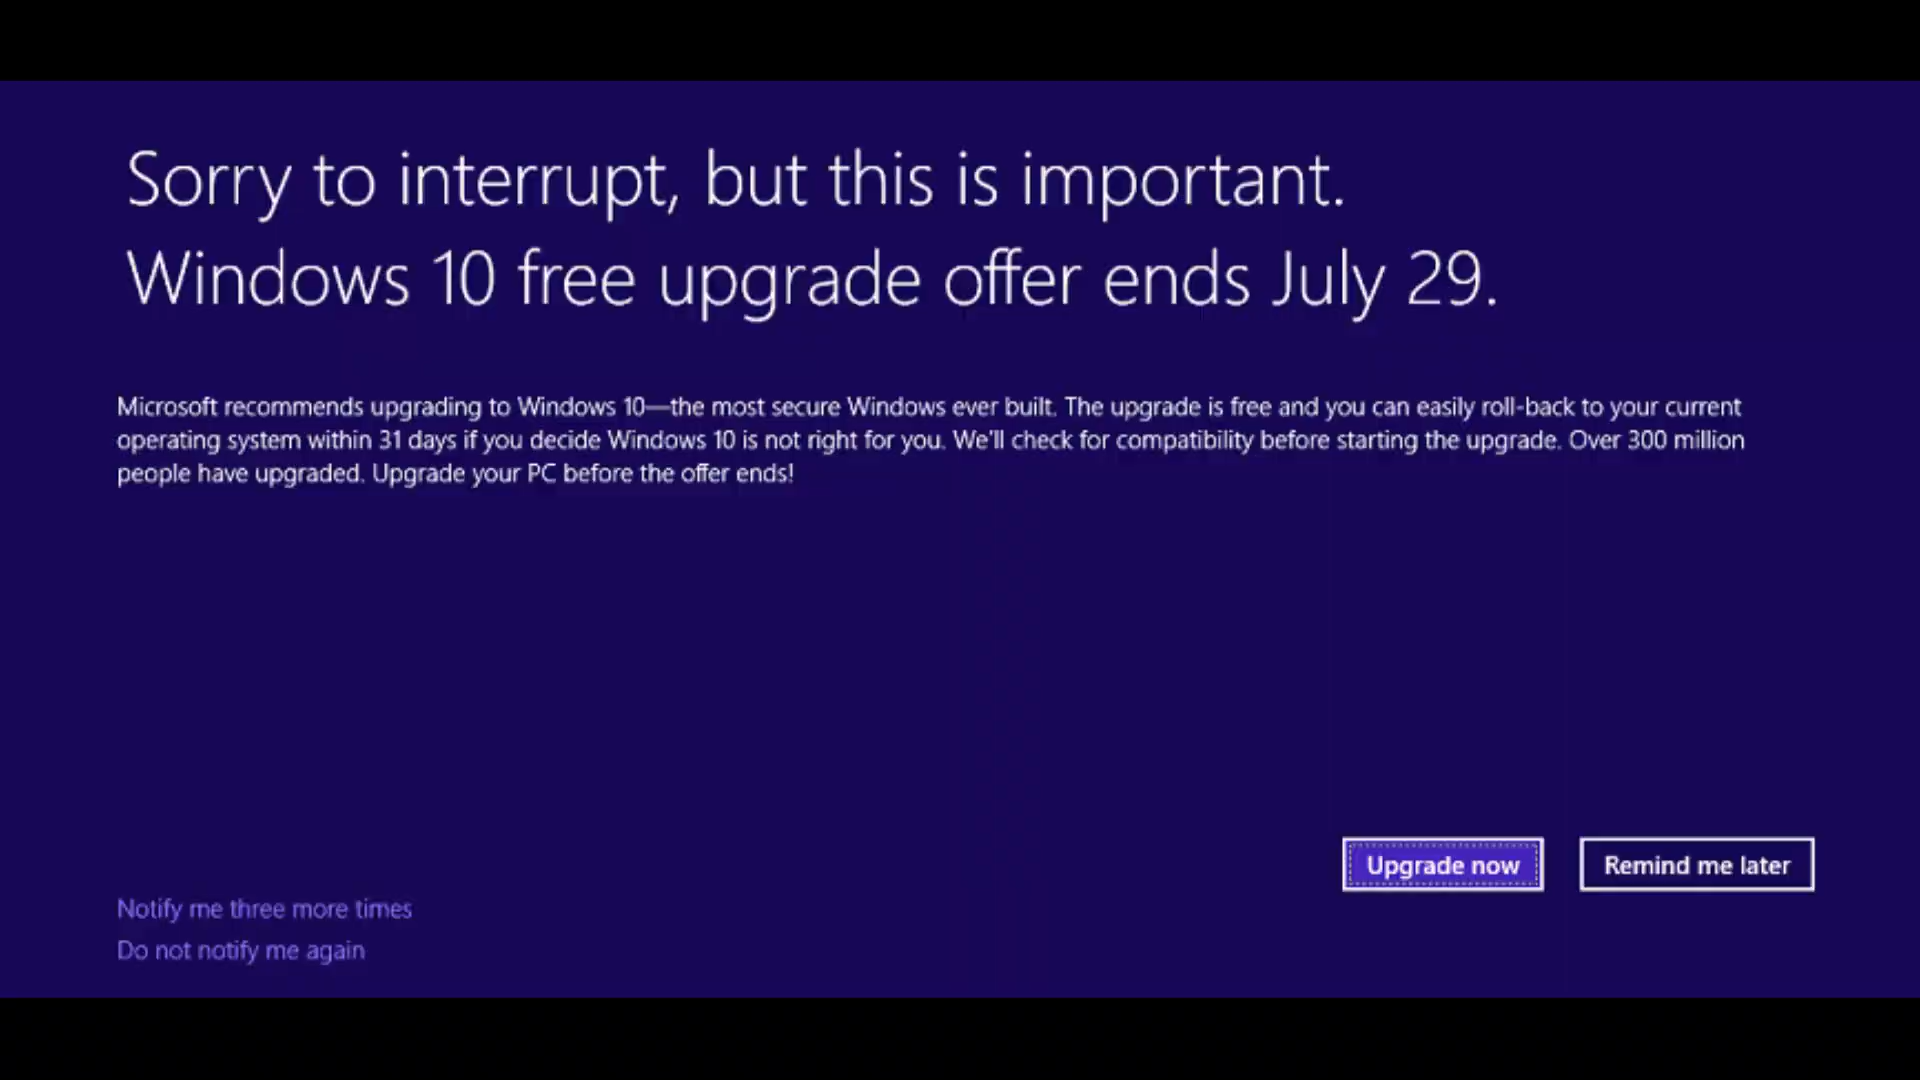 Sorry to interrupt, but this is important.
Windows 10 free upgrade offer ends July 29.
Microsoft recommends upgrading to Windows 10—the most secure Windows ever built. The upgrade is free and you can easily roll-back to your current
operating system within 31 days if you decide Windows 10 is not right for you. We'll check for compatibility before starting the upgrade. Over 300 million
people have upgraded. Upgrade your PC before the offer ends!
Upgrade now
Remind me later
Notify me three more times
Do not notify me again